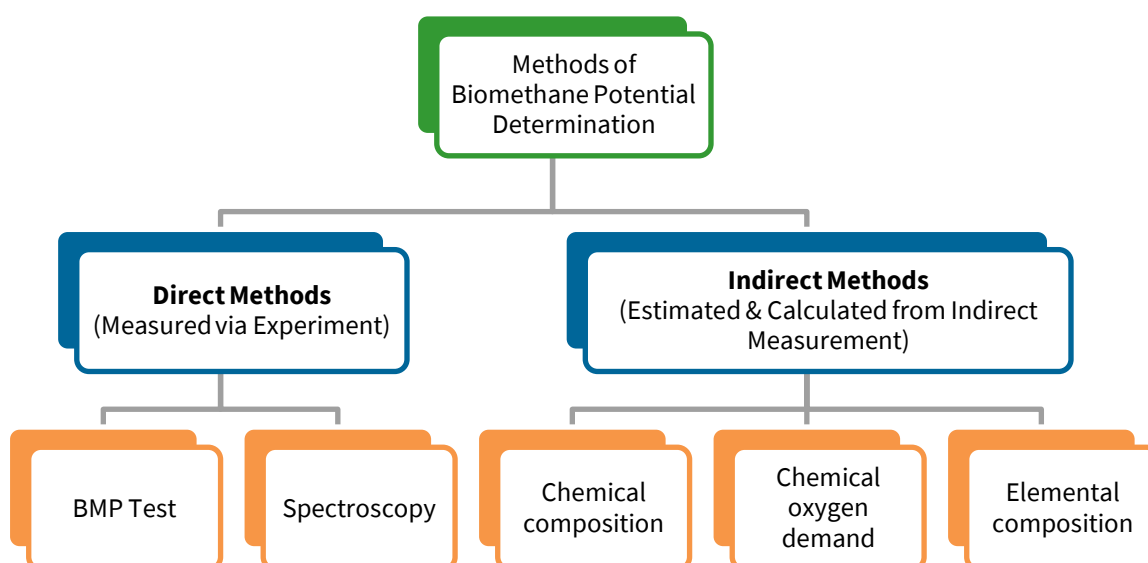 Methods of
Biomethane Potential
Determination
Direct Methods
(Measured via Experiment)
Indirect Methods
(Estimated & Calculated from Indirect
Measurement)
BMP Test
Spectroscopy
Chemical
composition
Chemical
oxygen
demand
Elemental
composition